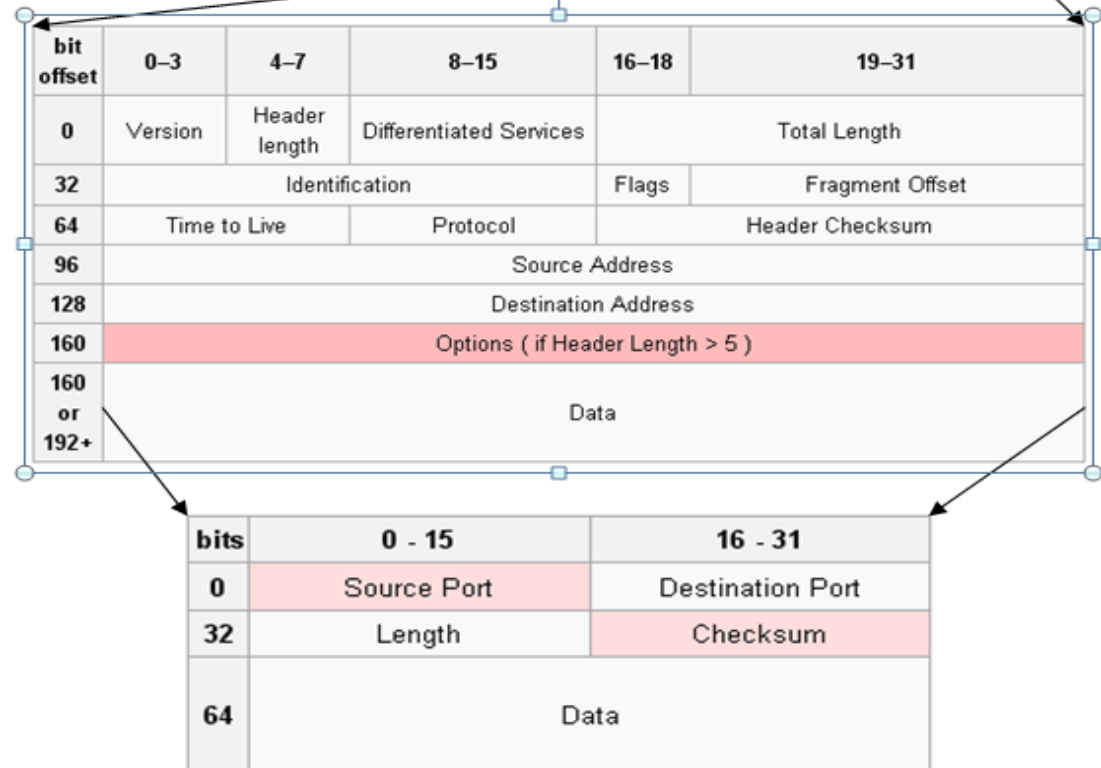 bit offset 0–3 4–7 8–15 16–18 19–31
0 Version Header length Differentiated Services Total Length
32 Identification Flags Fragment Offset
64 Time to Live Protocol Header Checksum
96 Source Address
128 Destination Address
160 Options ( if Header Length > 5 )
160 or 192+ Data
bits 0 - 15 16 - 31
0 Source Port Destination Port
32 Length Checksum
64 Data